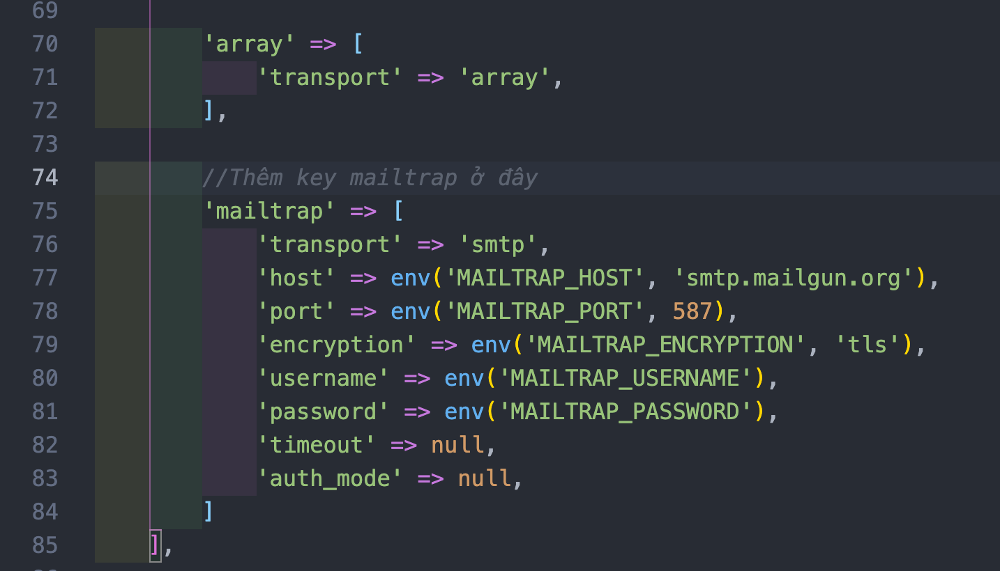 69
70 'array' => [
71 'transport' => 'array',
72 ],
73
74 //Thêm key mailtrap ở đây
75 'mailtrap' => [
76 'transport' => 'smtp',
77 'host' => env('MAILTRAP_HOST', 'smtp.mailgun.org'),
78 'port' => env('MAILTRAP_PORT', 587),
79 'encryption' => env('MAILTRAP_ENCRYPTION', 'tls'),
80 'username' => env('MAILTRAP_USERNAME'),
81 'password' => env('MAILTRAP_PASSWORD'),
82 'timeout' => null,
83 'auth_mode' => null,
84 ]
85 ],